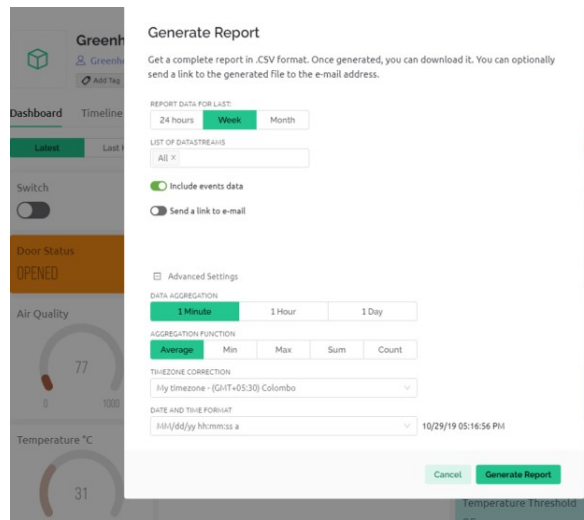 Generate Report
Get a complete report in .CSV format. Once generated, you can download it. You can optionally
send a link to the generated file to the e-mail address.
REPORT DATA FOR LAST:
24 hours Week Month
LIST OF DATASTREAMS
All ×
Include events data
Send a link to e-mail
Advanced Settings
DATA AGGREGATION
1 Minute 1 Hour 1 Day
AGGREGATION FUNCTION
Average Min Max Sum Count
TIMEZONE CORRECTION
My timezone - (GMT+05:30) Colombo
DATE AND TIME FORMAT
MM/dd/yy hh:mm:ss a 10/29/19 05:16:56 PM
Cancel Generate Report
Greenh
Greenh
Add Tag
Dashboard Timeline
Latest Last
Switch
Door Status
OPENED
Air Quality
77
0 1000
Temperature °C
31
Temperature Threshold